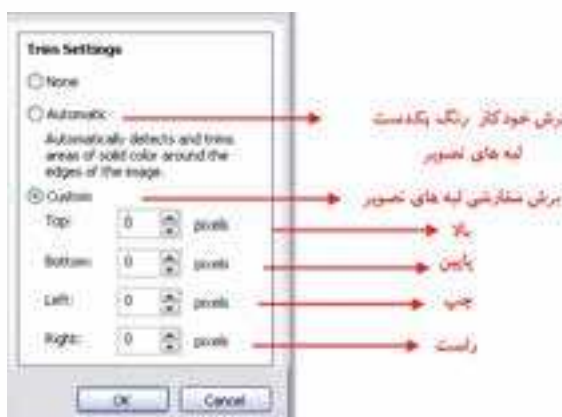 Trim Settings
None
Automatic
برش خودکار رنگ یکدست
لبه های تصویر
Automatically detects and trims
areas of solid color around the
edges of the image.
Custom
برش سفارشی لبه های تصویر
Top: 0 pixels
بالا
Bottom: 0 pixels
پایین
Left: 0 pixels
چپ
Right: 0 pixels
راست
OK Cancel